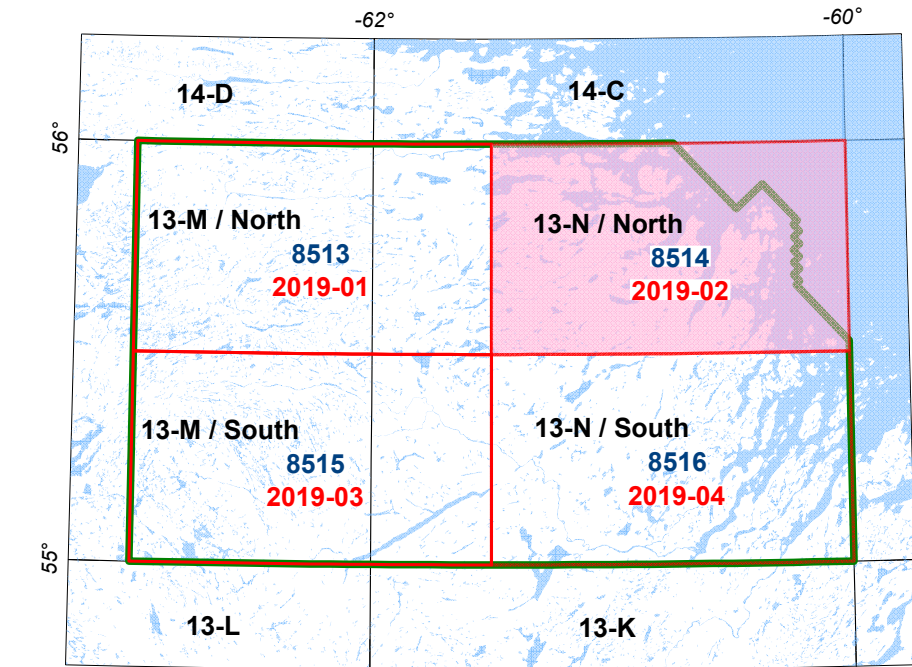 -62°
-60°
14-D
14-C
56°
13-M / North
8513
2019-01
13-N / North
8514
2019-02
13-M / South
8515
2019-03
13-N / South
8516
2019-04
55°
13-L
13-K